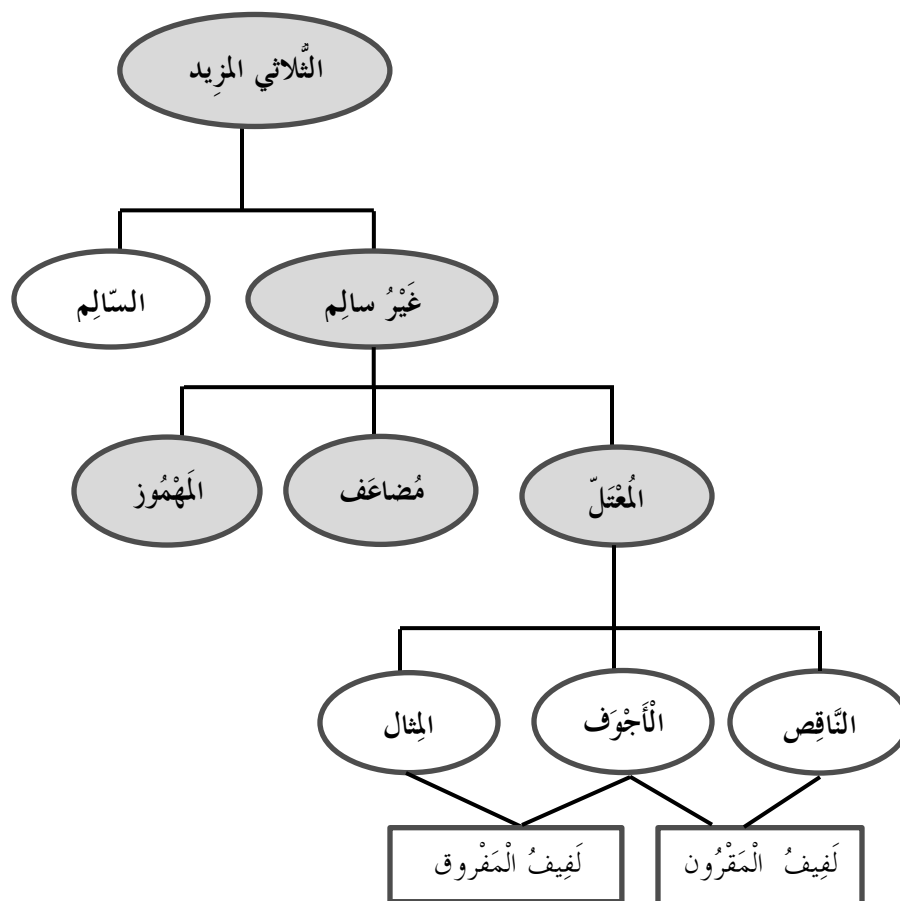 الثُّلاثي المزِيد
غَيْرُ سالِم
السّالِم
المُعْتَلّ
مُضاعَف
المَهْمُوز
النَّاقِص
الْأَجْوَف
المِثال
لَفِيفُ الْمَقْرُون
لَفِيفُ الْمَفْروق